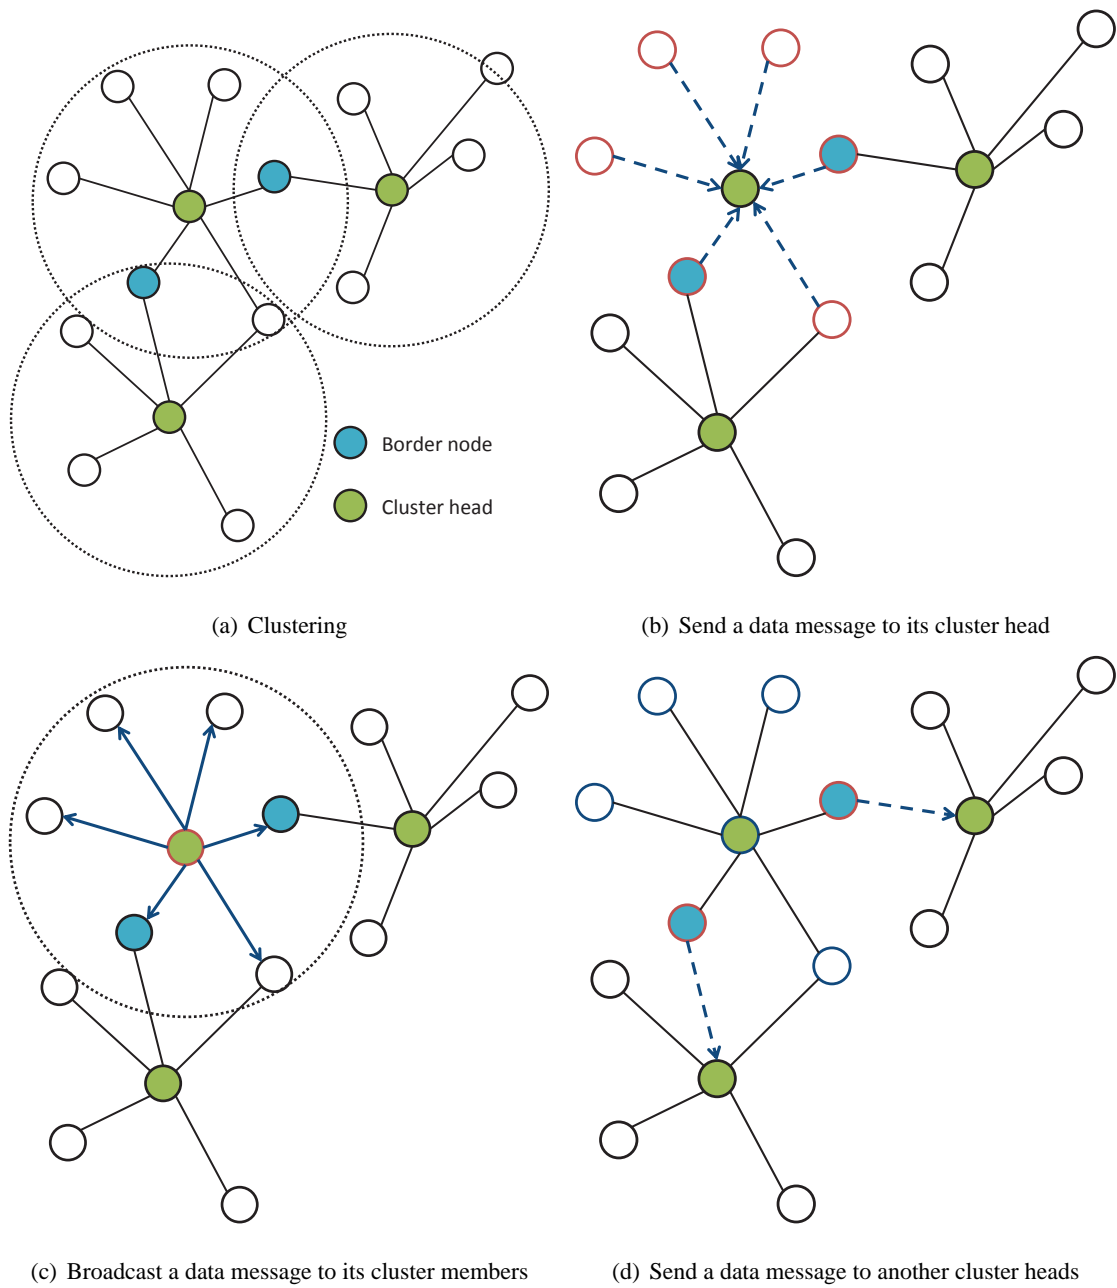 Border node
Cluster head
(a) Clustering
(b) Send a data message to its cluster head
(c) Broadcast a data message to its cluster members
(d) Send a data message to another cluster heads